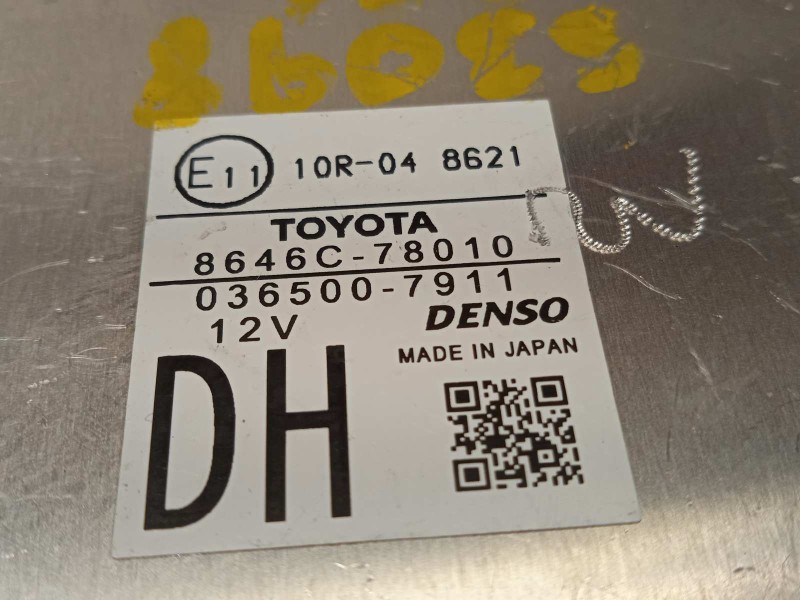 E11 10R-04 8621
TOYOTA
8646C-78010
036500-7911
12V DENSO
MADE IN JAPAN
DH